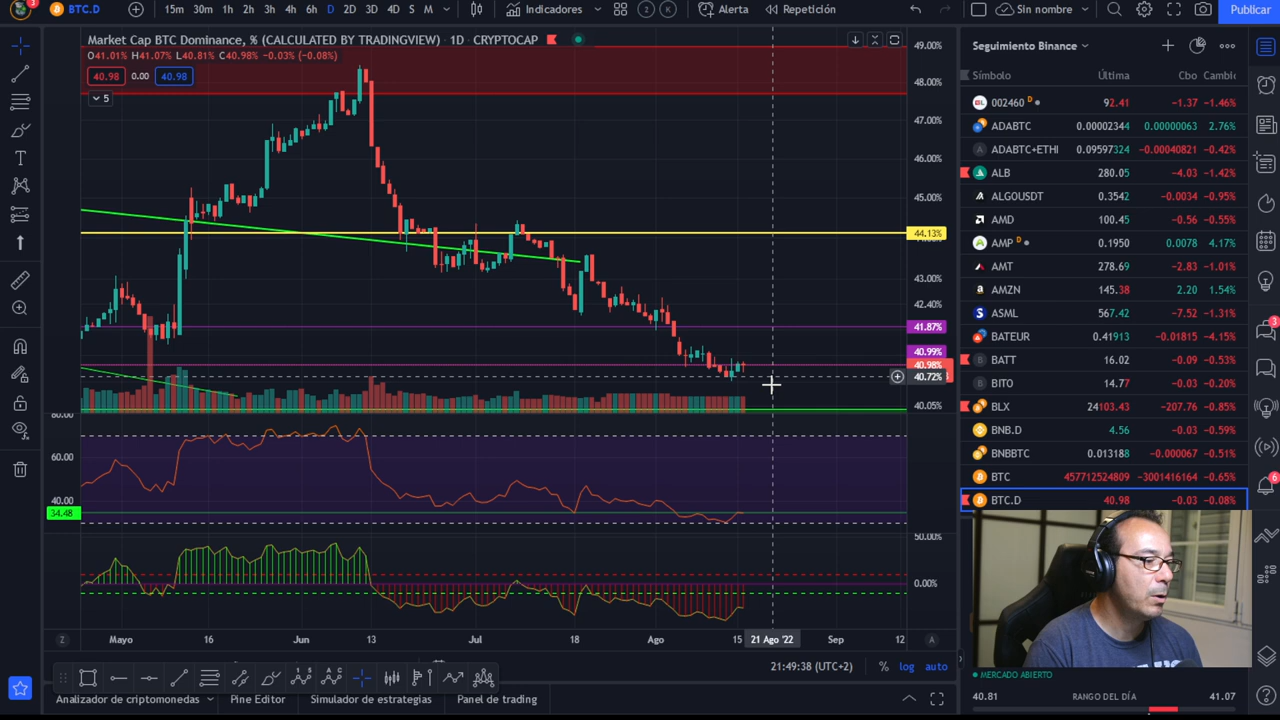 3
BTC.D
15m 30m 1h 2h 3h 4h 6h D 2D 3D 4D S M
Indicadores
2
Alerta
Repetición
Sin nombre
Publicar
Market Cap BTC Dominance, % (CALCULATED BY TRADINGVIEW) · 1D · CRYPTOCAP
O41.01% H41.07% L40.81% C40.98% −0.03 (−0.08%)
40.98 0.00 40.98
5
49.00%
48.00%
47.00%
46.00%
45.00%
44.13%
43.00%
42.40%
41.87%
40.99%
40.98%
40.72%
40.05%
80.00
60.00
40.00
34.48
50.00%
0.00%
Z
Mayo 16 Jun 13 Jul 18 Ago 15 21 Ago '22 Sep 12
A
21:49:38 (UTC+2)
% log auto
Analizador de criptomonedas
Pine Editor
Simulador de estrategias
Panel de trading
Seguimiento Binance
Símbolo Última Cbo Cambio
002460 D 92.41 −1.37 −1.46%
ADABTC 0.00002344 0.00000063 2.76%
ADABTC+ETHI 0.09597324 −0.00040821 −0.42%
ALB 280.05 −4.03 −1.42%
ALGOUSDT 0.3542 −0.0034 −0.95%
AMD 100.45 −0.56 −0.55%
AMP D 0.1950 0.0078 4.17%
AMT 278.69 −2.83 −1.01%
AMZN 145.38 2.20 1.54%
ASML 567.42 −7.52 −1.31%
BATEUR 0.41913 −0.01815 −4.15%
BATT 16.02 −0.09 −0.53%
BITO 14.77 −0.03 −0.20%
BLX 24103.43 −207.76 −0.85%
BNB.D 4.56 −0.03 −0.59%
BNBBTC 0.013188 −0.000067 −0.51%
BTC 457712524809 −3001416164 −0.65%
BTC.D 40.98 −0.03 −0.08%
MERCADO ABIERTO
40.81 RANGO DEL DÍA 41.07
3
6